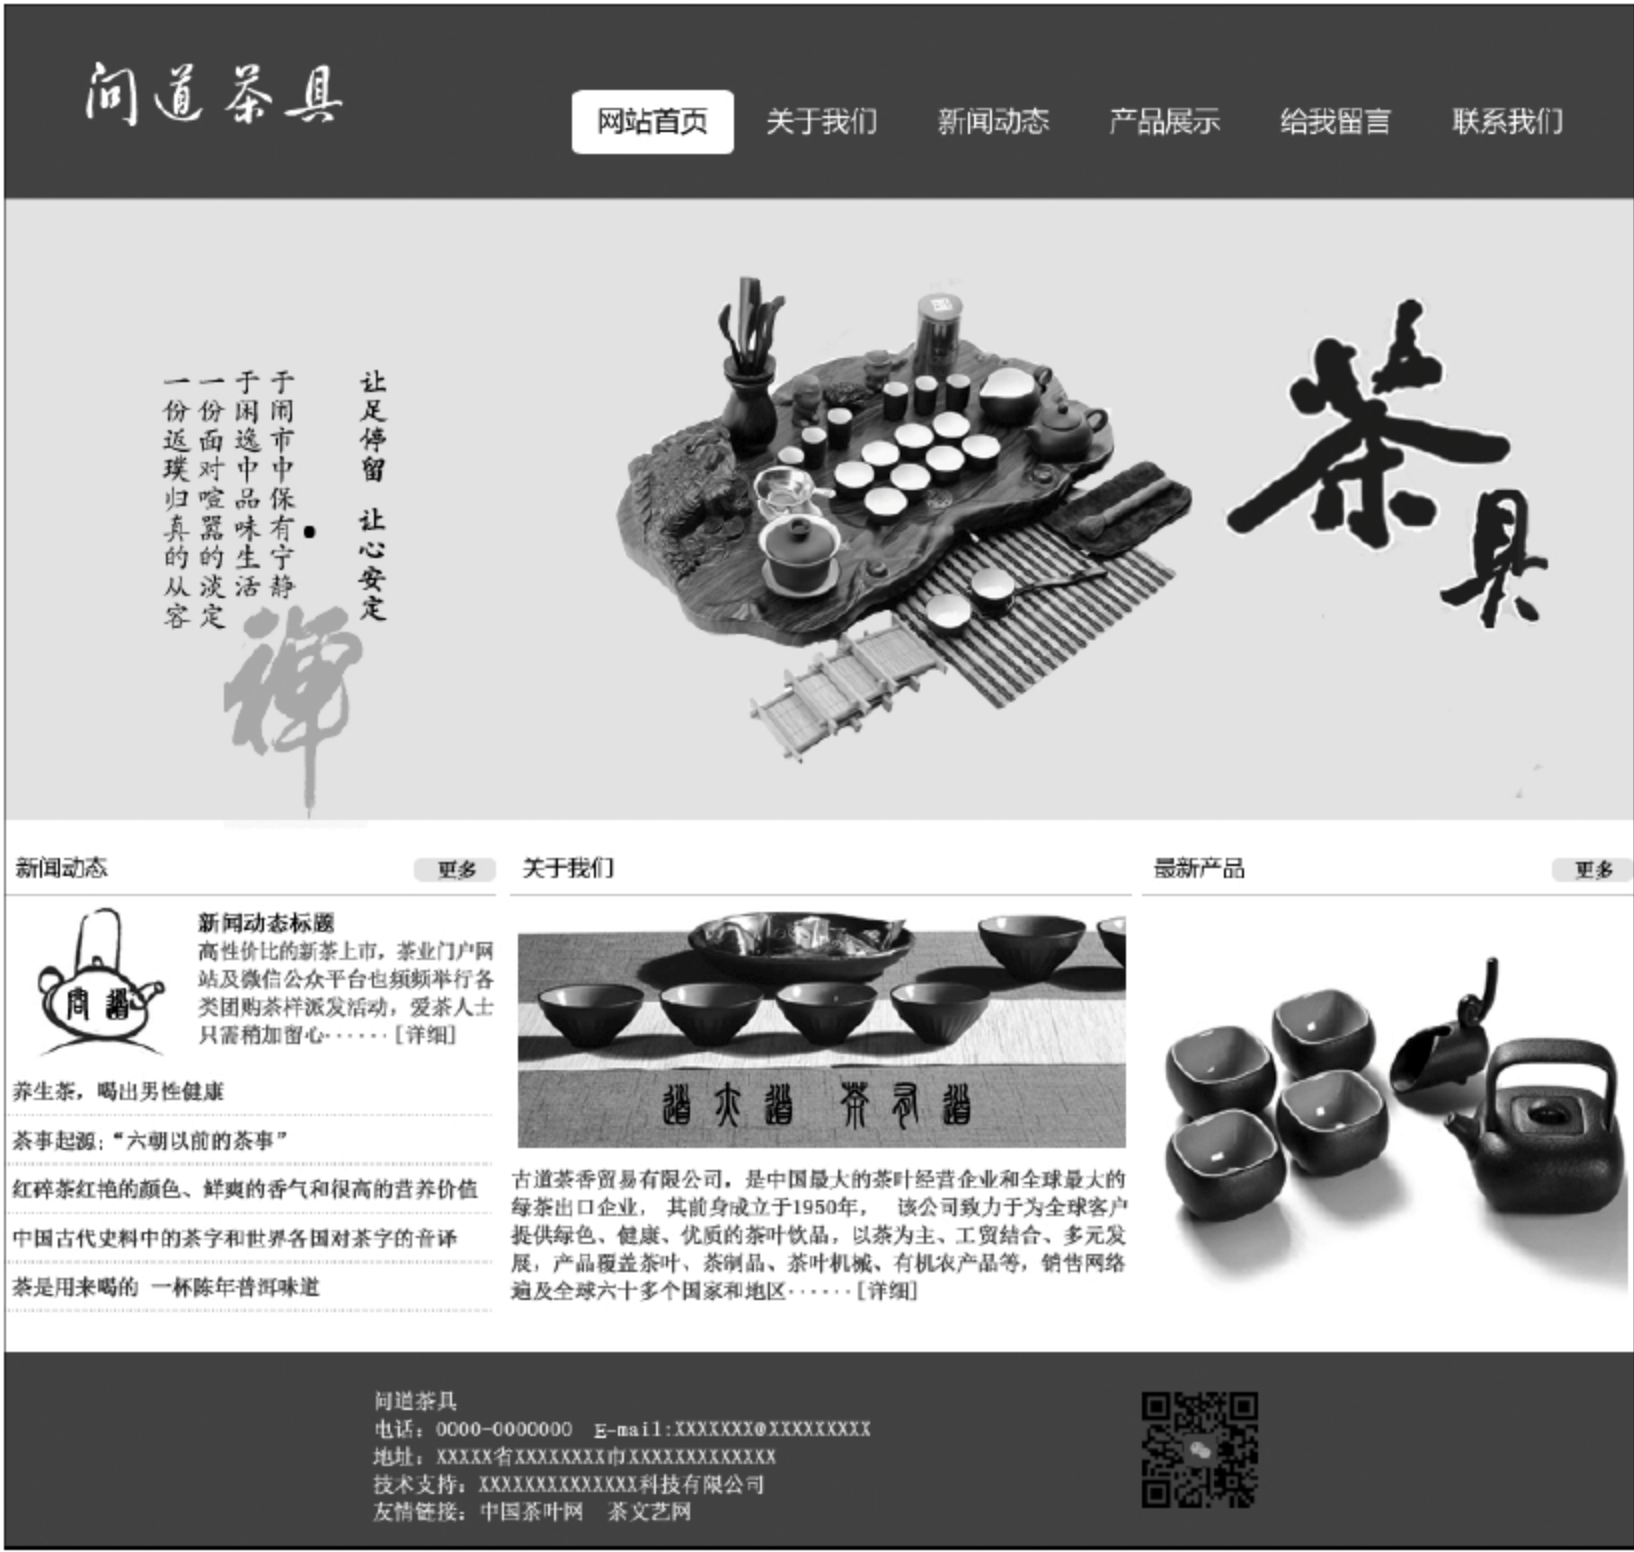 问道茶具
网站首页 关于我们 新闻动态 产品展示 给我留言 联系我们
让足停留 让心安定
于闹市中保有宁静
于闲逸中品味生活
一份面对喧嚣的淡定
一份返璞归真的从容
禅
茶具
新闻动态 更多
新闻动态标题
高性价比的新茶上市，茶业门户网
站及微信公众平台也频频举行各
类团购茶样派发活动，爱茶人士
只需稍加留心······[详细]
养生茶，喝出男性健康
茶事起源：“六朝以前的茶事”
红碎茶红艳的颜色、鲜爽的香气和很高的营养价值
中国古代史料中的茶字和世界各国对茶字的音译
茶是用来喝的 一杯陈年普洱味道
关于我们
古道茶香贸易有限公司，是中国最大的茶叶经营企业和全球最大的
绿茶出口企业， 其前身成立于1950年， 该公司致力于为全球客户
提供绿色、健康、优质的茶叶饮品，以茶为主、工贸结合、多元发
展，产品覆盖茶叶、茶制品、茶叶机械、有机农产品等，销售网络
遍及全球六十多个国家和地区······[详细]
最新产品 更多
问道茶具
电话：0000-0000000 E-mail:XXXXXXX@XXXXXXXXX
地址：XXXXX省XXXXXXXX市XXXXXXXXXXXXX
技术支持：XXXXXXXXXXXXXX科技有限公司
友情链接：中国茶叶网 茶文艺网